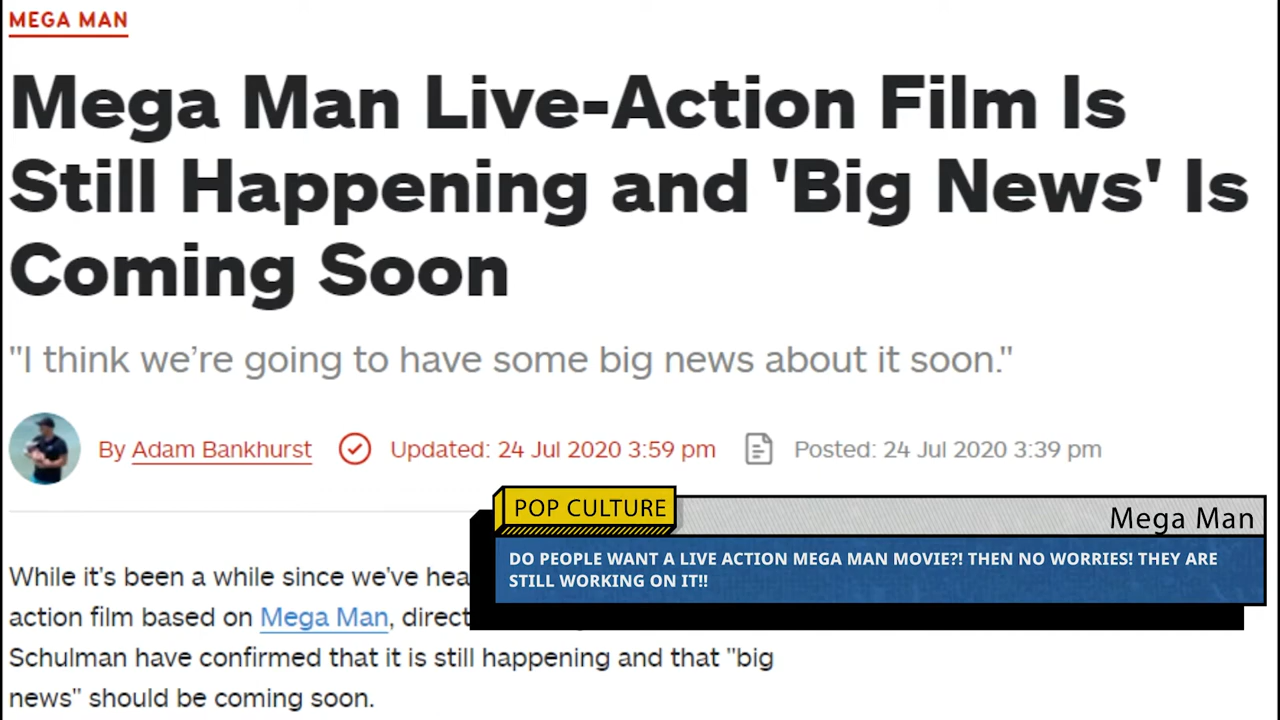 MEGA MAN
Mega Man Live-Action Film Is
Still Happening and 'Big News' Is
Coming Soon
"I think we’re going to have some big news about it soon."
By Adam Bankhurst Updated: 24 Jul 2020 3:59 pm Posted: 24 Jul 2020 3:39 pm
POP CULTURE
Mega Man
DO PEOPLE WANT A LIVE ACTION MEGA MAN MOVIE?! THEN NO WORRIES! THEY ARE
STILL WORKING ON IT!!
While it’s been a while since we’ve
action film based on Mega Man,
Schulman have confirmed that it is still happening and that "big
news" should be coming soon.